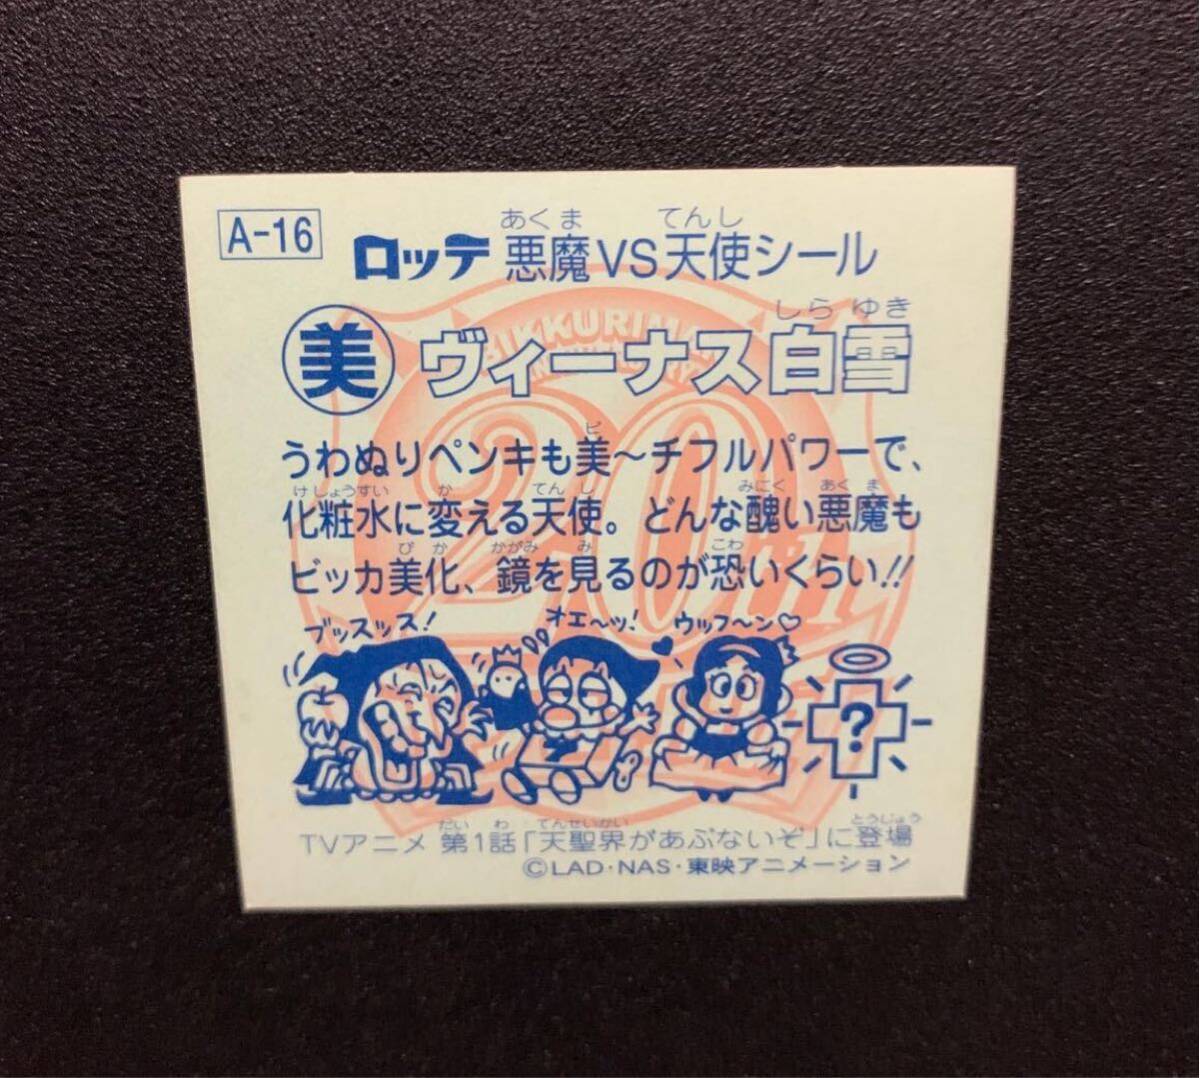 A-16
ロッテ 悪魔VS天使シール
あくま てんし
美 ヴィーナス白雪
しらゆき
BIKKURIMAN
20th
うわぬりペンキも美〜チフルパワーで、
ビ
化粧水に変える天使。どんな醜い悪魔も
けしょうすい か てんし みにく あくま
ビッカ美化、鏡を見るのが恐いくらい!!
びか かがみ み こわ
ブッスッス! オエ〜ッ! ウッフ〜ン♡
?
TVアニメ 第1話「天聖界があぶないぞ」に登場
だい わ てんせいかい とうじょう
©LAD・NAS・東映アニメーション